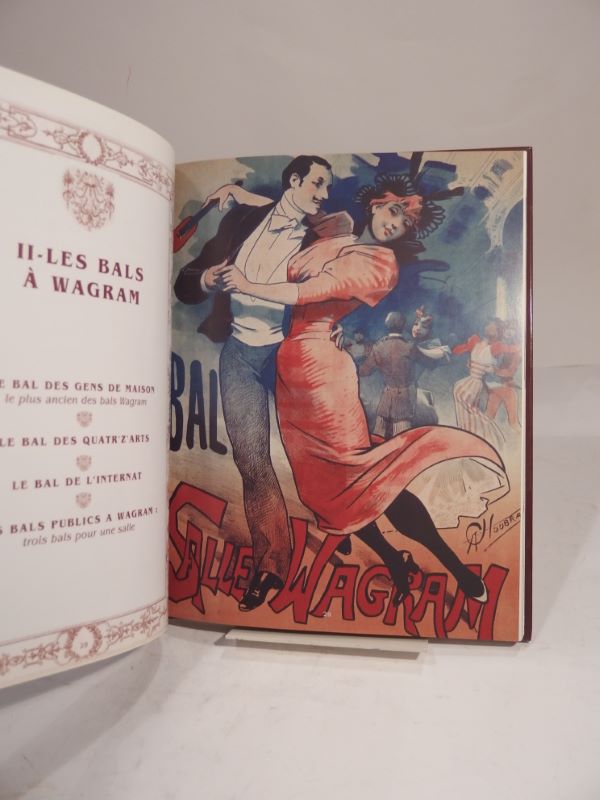 II-LES BALS
À WAGRAM
E BAL DES GENS DE MAISON
le plus ancien des bals Wagram
LE BAL DES QUATR'Z'ARTS
LE BAL DE L'INTERNAT
S BALS PUBLICS A WAGRAM :
trois bals pour une salle
BAL
SALLE WAGRAM
28